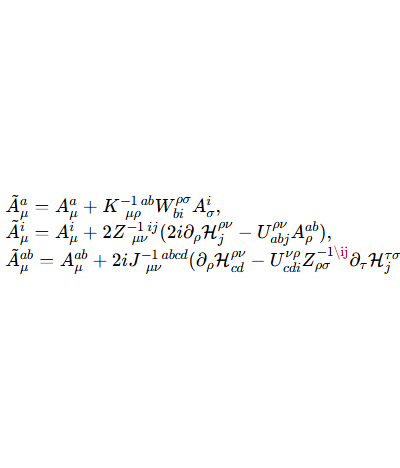 $\tilde{A}^a_\mu = A^a_\mu + K^{-1\,ab}_{\;\mu\rho} W^{\rho\sigma}_{bi} A^i_\sigma,$
$\tilde{A}^i_\mu = A^i_\mu + 2Z^{-1\,ij}_{\;\mu\nu}(2i\partial_\rho \mathcal{H}^{\rho\nu}_j - U^{\rho\nu}_{abj} A^{ab}_\rho),$
$\tilde{A}^{ab}_\mu = A^{ab}_\mu + 2iJ^{-1\,abcd}_{\;\mu\nu}(\partial_\rho \mathcal{H}^{\rho\nu}_{cd} - U^{\nu\rho}_{cdi} Z^{-1\text{\ij}}_{\rho\sigma} \partial_\tau \mathcal{H}^{\tau\sigma}_j$